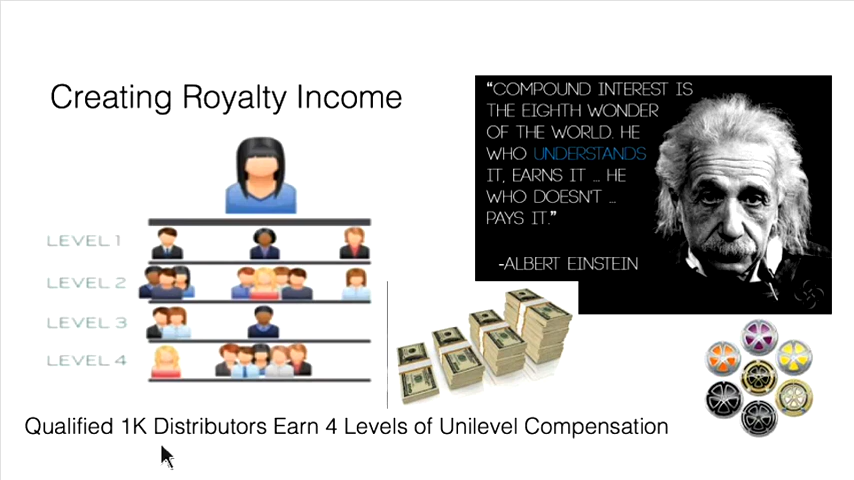 Creating Royalty Income
“COMPOUND INTEREST IS
THE EIGHTH WONDER
OF THE WORLD. HE
WHO UNDERSTANDS
IT, EARNS IT ... HE
WHO DOESN'T ...
PAYS IT.”
-ALBERT EINSTEIN
LEVEL 1
LEVEL 2
LEVEL 3
LEVEL 4
Qualified 1K Distributors Earn 4 Levels of Unilevel Compensation